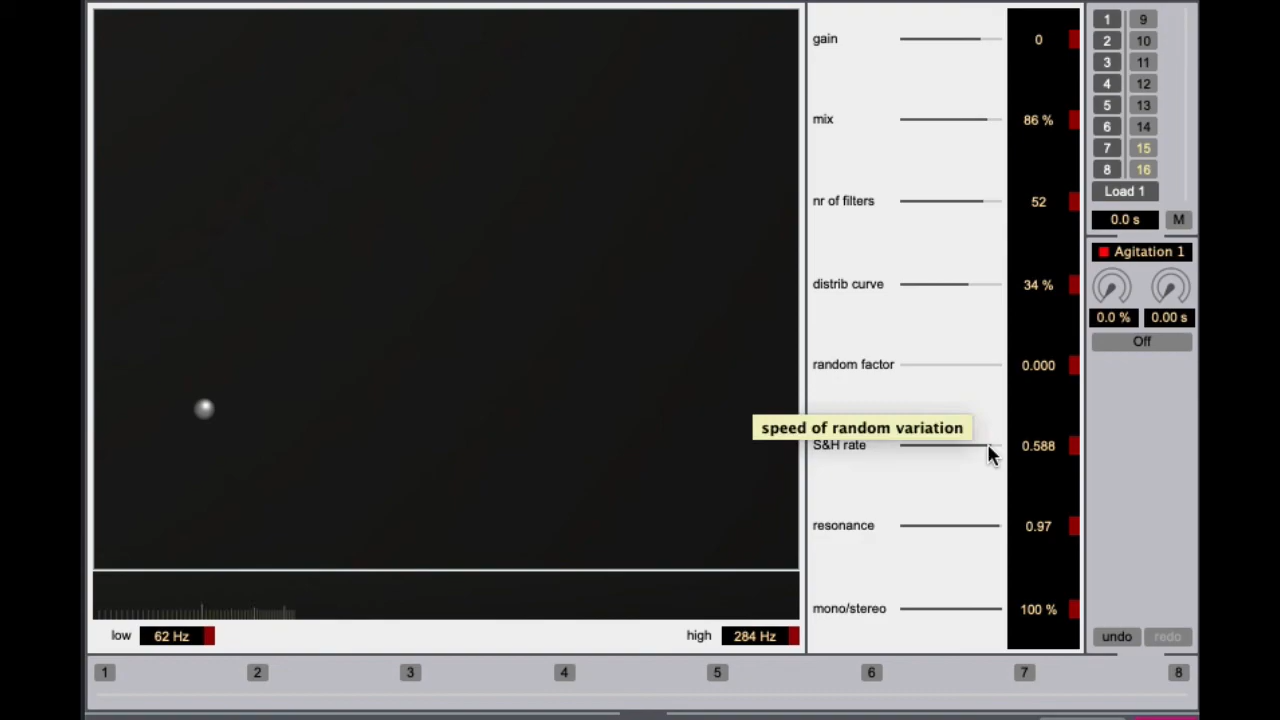 gain 0
mix 86 %
nr of filters 52
distrib curve 34 %
random factor 0.000
speed of random variation
S&H rate 0.588
resonance 0.97
mono/stereo 100 %
low 62 Hz high 284 Hz
1 9
2 10
3 11
4 12
5 13
6 14
7 15
8 16
Load 1
0.0 s M
Agitation 1
0.0 % 0.00 s
Off
undo redo
1 2 3 4 5 6 7 8